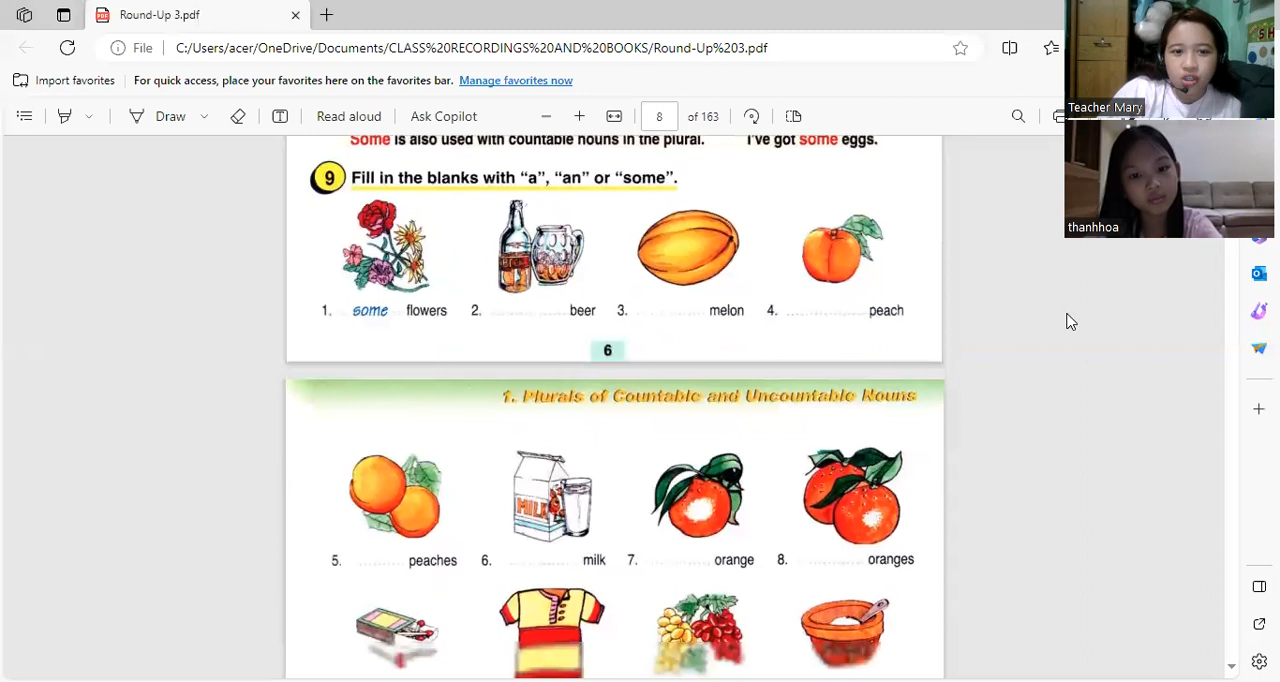 Round-Up 3.pdf
File C:/Users/acer/OneDrive/Documents/CLASS%20RECORDINGS%20AND%20BOOKS/Round-Up%203.pdf
Import favorites For quick access, place your favorites here on the favorites bar. Manage favorites now
Draw Read aloud Ask Copilot 8 of 163
Teacher Mary
thanhhoa
Some is also used with countable nouns in the plural. I've got some eggs.
9 Fill in the blanks with "a", "an" or "some".
1. some flowers 2. beer 3. melon 4. peach
6
1. Plurals of Countable and Uncountable Nouns
MILK
5. peaches 6. milk 7. orange 8. oranges